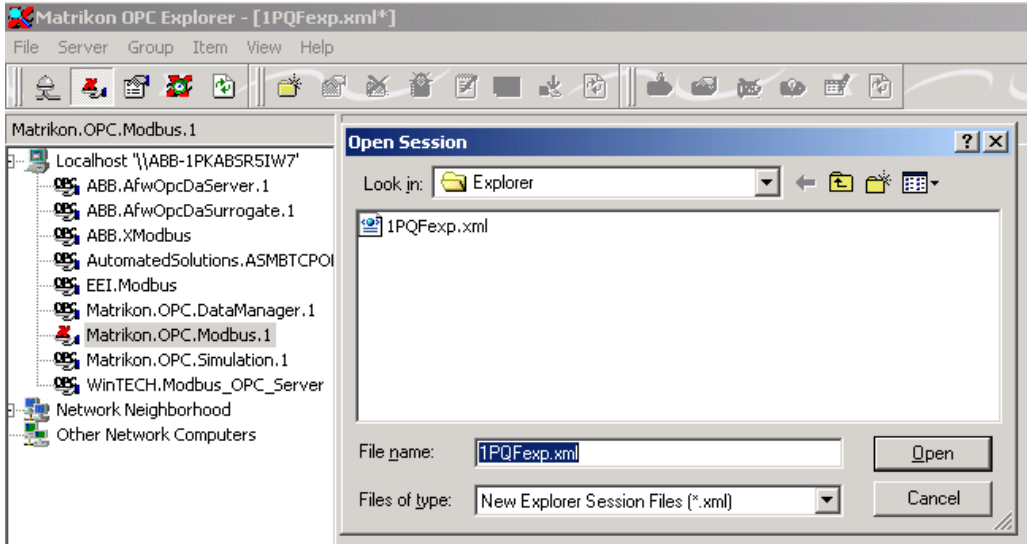 Matrikon OPC Explorer - [1PQFexp.xml*]
File Server Group Item View Help
Matrikon.OPC.Modbus.1
Localhost '\\ABB-1PKABSR5IW7'
ABB.AfwOpcDaServer.1
ABB.AfwOpcDaSurrogate.1
ABB.XModbus
AutomatedSolutions.ASMBTCPO
EEI.Modbus
Matrikon.OPC.DataManager.1
Matrikon.OPC.Modbus.1
Matrikon.OPC.Simulation.1
WinTECH.Modbus_OPC_Server
Network Neighborhood
Other Network Computers
Open Session
Look in: Explorer
1PQFexp.xml
File name: 1PQFexp.xml
Open
Files of type: New Explorer Session Files (*.xml)
Cancel